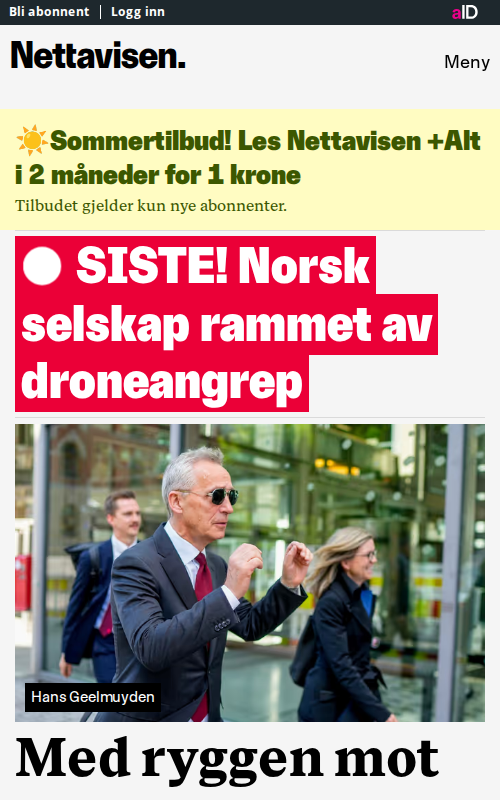 Bli abonnent | Logg inn
aID
Nettavisen.
Meny
☀️Sommertilbud! Les Nettavisen +Alt
i 2 måneder for 1 krone
Tilbudet gjelder kun nye abonnenter.
SISTE! Norsk
selskap rammet av
droneangrep
Hans Geelmuyden
Med ryggen mot